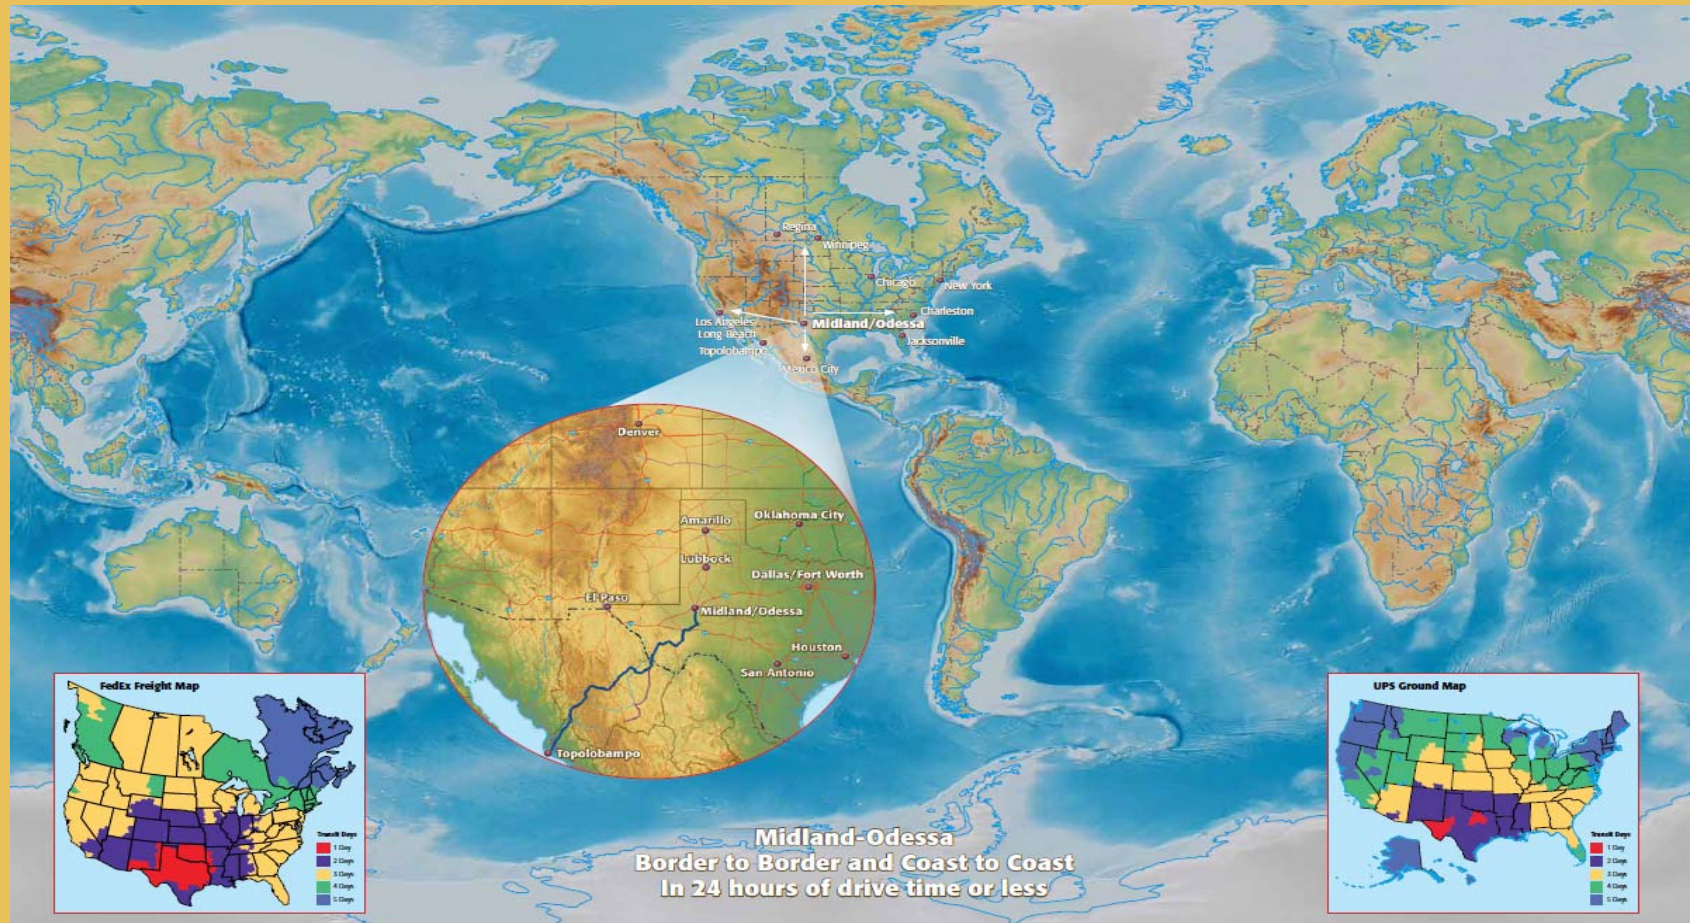 Regina
Winnipeg
Chicago
New York
Los Angeles/
Long Beach
Midland/Odessa
Charleston
Topolobampo
Jacksonville
Mexico City
Denver
Amarillo
Oklahoma City
Lubbock
Dallas/Fort Worth
El Paso
Midland/Odessa
Houston
San Antonio
Topolobampo
FedEx Freight Map
Transit Days
1 Day
2 Days
3 Days
4 Days
5 Days
UPS Ground Map
Transit Days
1 Day
2 Days
3 Days
4 Days
5 Days
Midland-Odessa
Border to Border and Coast to Coast
In 24 hours of drive time or less